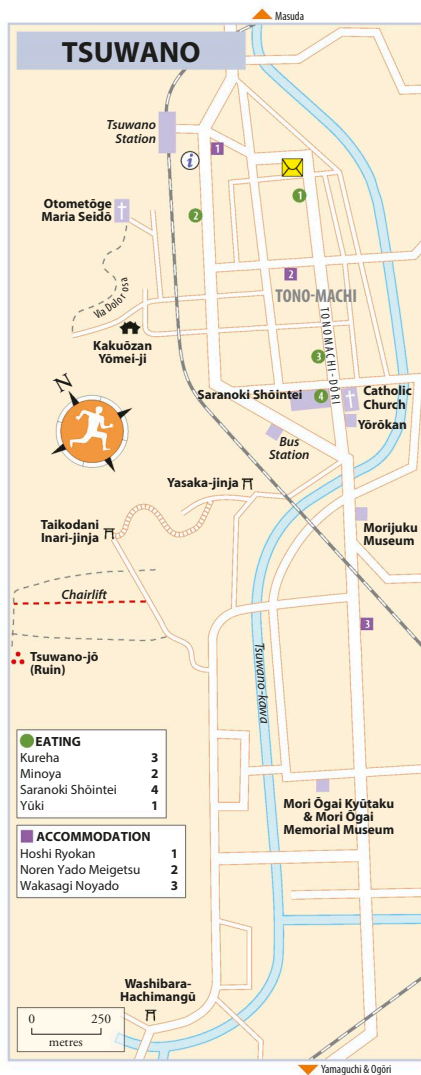 Masuda
TSUWANO
Tsuwano
Station
i
1
1
Otometōge
Maria Seidō
2
2
TONO-MACHI
Via Dolorosa
Kakuōzan
Yōmei-ji
TONOMACHI-DŌRI
3
N
Saranoki Shōintei
4
Catholic
Church
Yōrōkan
Bus
Station
Yasaka-jinja
Taikodani
Inari-jinja
Morijuku
Museum
Chairlift
3
Tsuwano-jō
(Ruin)
Tsuwano-kawa
EATING
Kureha 3
Minoya 2
Saranoki Shōintei 4
Yūki 1
Mori Ōgai Kyūtaku
& Mori Ōgai
Memorial Museum
ACCOMMODATION
Hoshi Ryokan 1
Noren Yado Meigetsu 2
Wakasagi Noyado 3
Washibara-
Hachimangū
0 250
metres
Yamaguchi & Ogōri